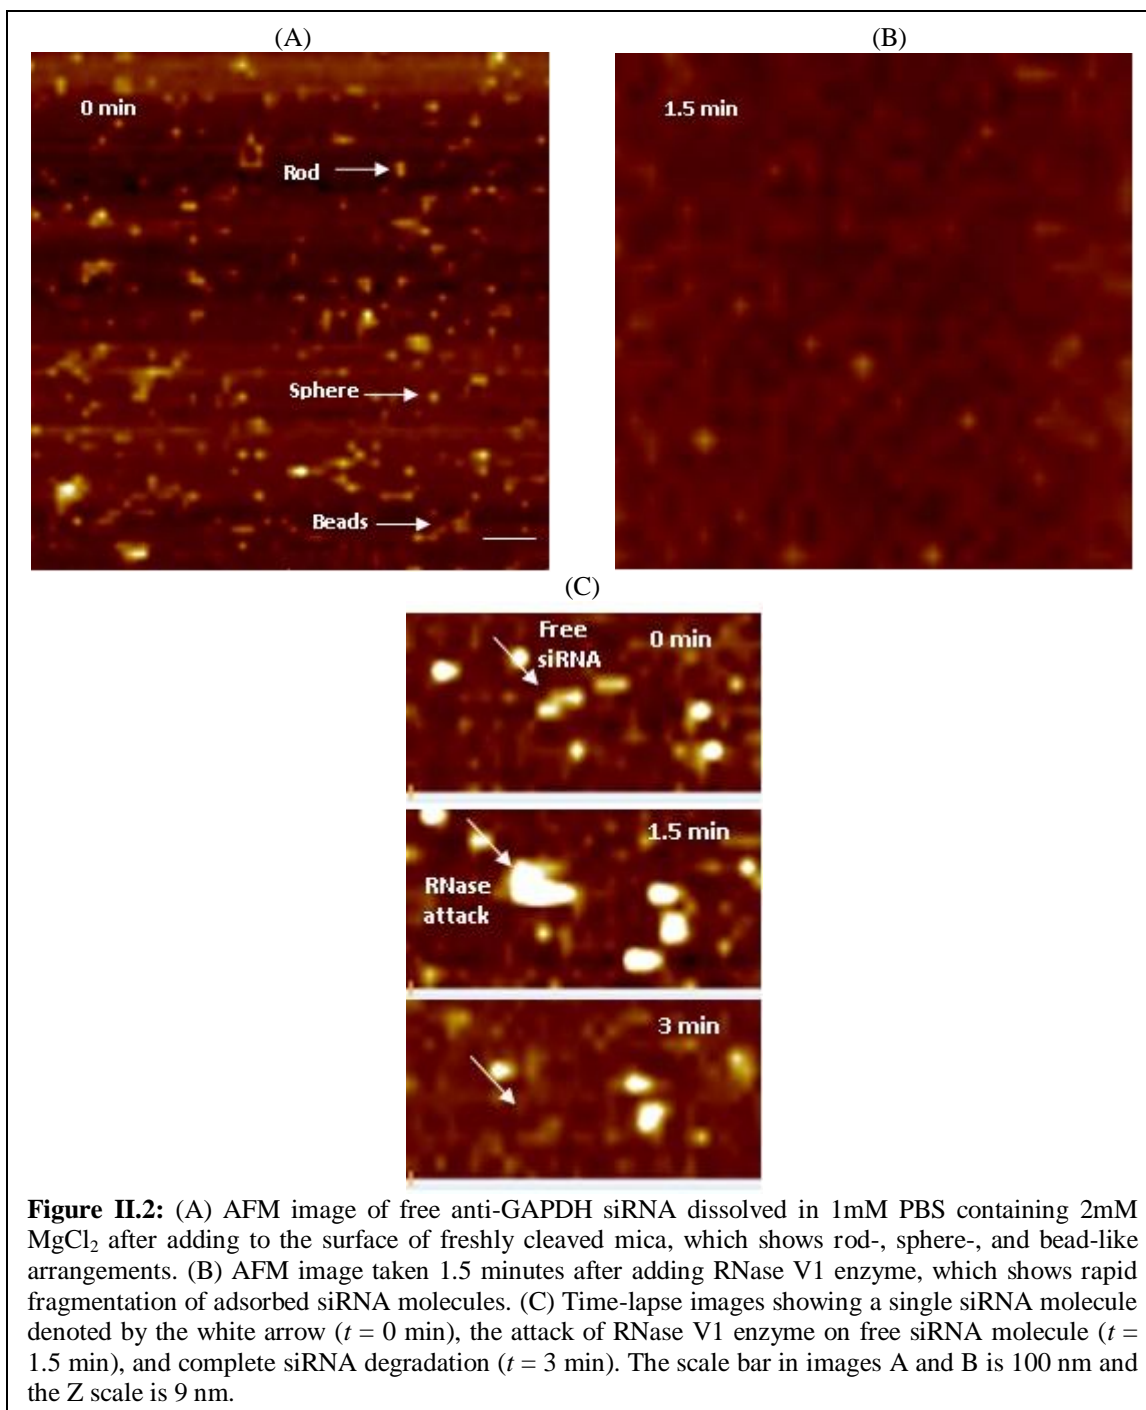 (A)
(B)
0 min
1.5 min
Rod
Sphere
Beads
(C)
Free
siRNA
0 min
1.5 min
RNase
attack
3 min
Figure II.2: (A) AFM image of free anti-GAPDH siRNA dissolved in 1mM PBS containing 2mM
MgCl₂ after adding to the surface of freshly cleaved mica, which shows rod-, sphere-, and bead-like
arrangements. (B) AFM image taken 1.5 minutes after adding RNase V1 enzyme, which shows rapid
fragmentation of adsorbed siRNA molecules. (C) Time-lapse images showing a single siRNA molecule
denoted by the white arrow (t = 0 min), the attack of RNase V1 enzyme on free siRNA molecule (t =
1.5 min), and complete siRNA degradation (t = 3 min). The scale bar in images A and B is 100 nm and
the Z scale is 9 nm.